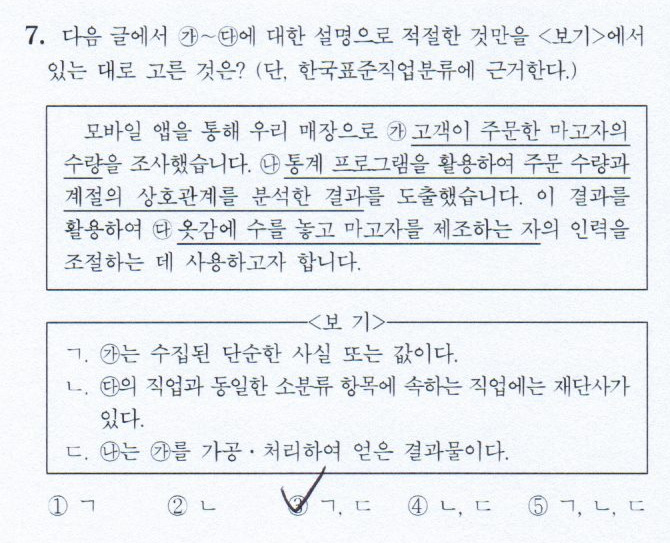 7. 다음 글에서 ㉮~㉰에 대한 설명으로 적절한 것만을 <보기>에서
있는 대로 고른 것은? (단, 한국표준직업분류에 근거한다.)
모바일 앱을 통해 우리 매장으로 ㉮ 고객이 주문한 마고자의
수량을 조사했습니다. ㉯ 통계 프로그램을 활용하여 주문 수량과
계절의 상호관계를 분석한 결과를 도출했습니다. 이 결과를
활용하여 ㉰ 옷감에 수를 놓고 마고자를 제조하는 자의 인력을
조절하는 데 사용하고자 합니다.
<보 기>
ㄱ. ㉮는 수집된 단순한 사실 또는 값이다.
ㄴ. ㉰의 직업과 동일한 소분류 항목에 속하는 직업에는 재단사가
있다.
ㄷ. ㉯는 ㉮를 가공·처리하여 얻은 결과물이다.
① ㄱ ② ㄴ ③ ㄱ, ㄷ ④ ㄴ, ㄷ ⑤ ㄱ, ㄴ, ㄷ